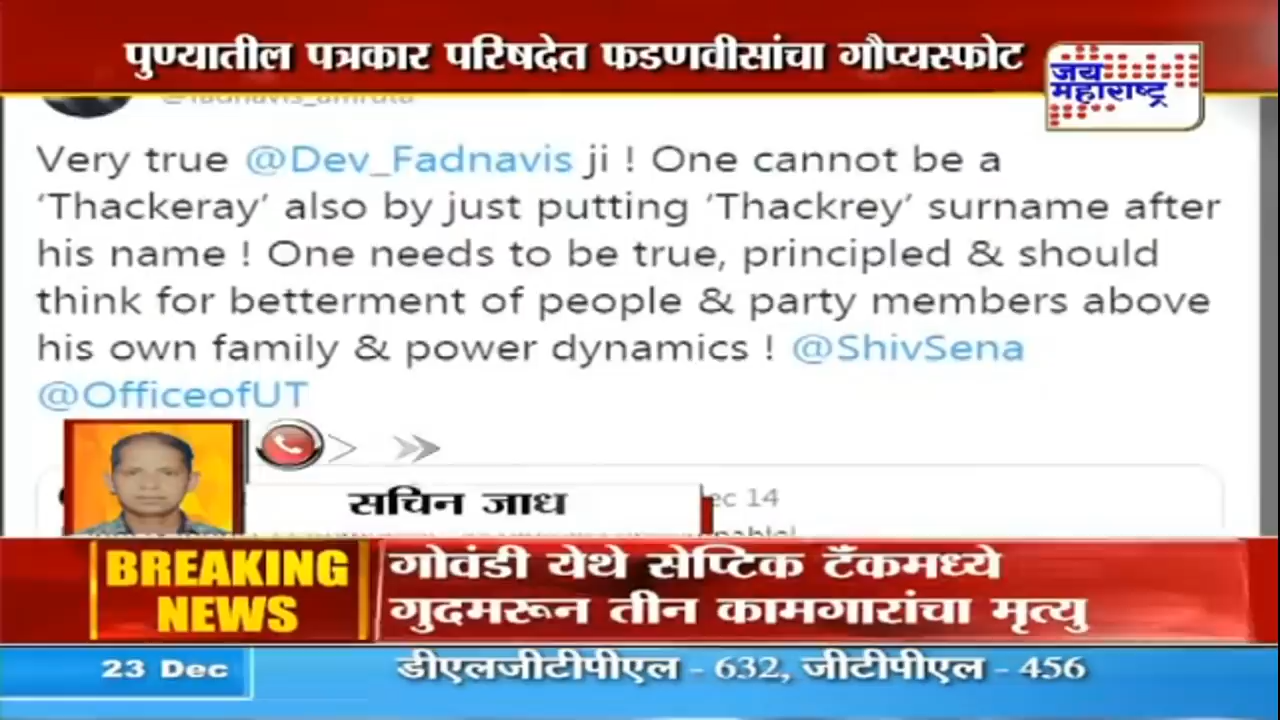 पुण्यातील पत्रकार परिषदेत फडणवीसांचा गौप्यस्फोट
जय
महाराष्ट्र
@fadnavis_amruta
Very true @Dev_Fadnavis ji ! One cannot be a
‘Thackeray’ also by just putting ‘Thackrey’ surname after
his name ! One needs to be true, principled & should
think for betterment of people & party members above
his own family & power dynamics ! @ShivSena
@OfficeofUT
ec 14
सचिन जाध
BREAKING
NEWS
गोवंडी येथे सेप्टिक टँकमध्ये
गुदमरून तीन कामगारांचा मृत्यु
23 Dec
डीएलजीटीपीएल - 632, जीटीपीएल - 456